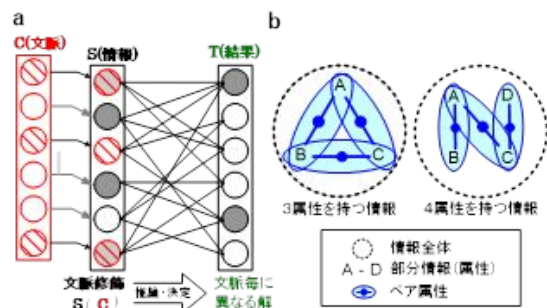 a
C(文脈)
S(情報)
T(結果)
文脈修飾
S ( C )
推論・決定
文脈毎に
異なる解
b
A
B
C
3属性を持つ情報
A
D
B
C
4属性を持つ情報
情報全体
A - D 部分情報(属性)
ペア属性